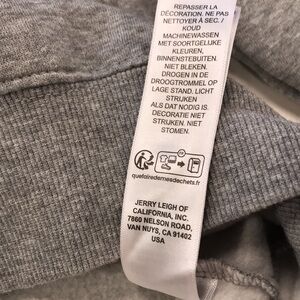 REPASSER LA
DÉCORATION. NE PAS
NETTOYER À SEC. /
KOUD
MACHINEWASSEN
MET SOORTGELIJKE
KLEUREN,
BINNENSTEBUITEN.
NIET BLEKEN.
DROGEN IN DE
DROOGTROMMEL OP
LAGE STAND. LICHT
STRIJKEN
ALS DAT NODIG IS.
DECORATIE NIET
STRIJKEN. NIET
STOMEN.
quefairedemesdechets.fr
JERRY LEIGH OF
CALIFORNIA, INC.
7860 NELSON ROAD,
VAN NUYS, CA 91402
USA